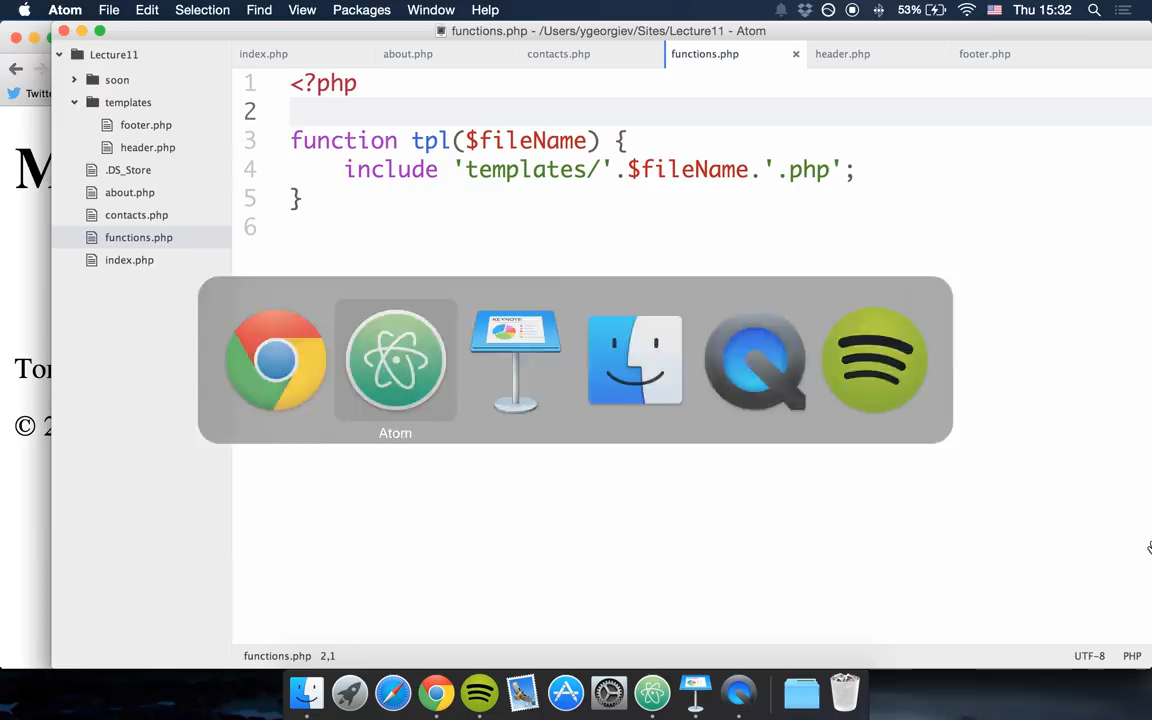 Atom File Edit Selection Find View Packages Window Help 53% Thu 15:32
functions.php - /Users/ygeorgiev/Sites/Lecture11 - Atom
Lecture11
soon
templates
footer.php
header.php
.DS_Store
about.php
contacts.php
functions.php
index.php
index.php about.php contacts.php functions.php × header.php footer.php
1 <?php
2
3 function tpl($fileName) {
4 include 'templates/'.$fileName.'.php';
5 }
6
KEYNOTE
Atom
functions.php 2,1 UTF-8 PHP